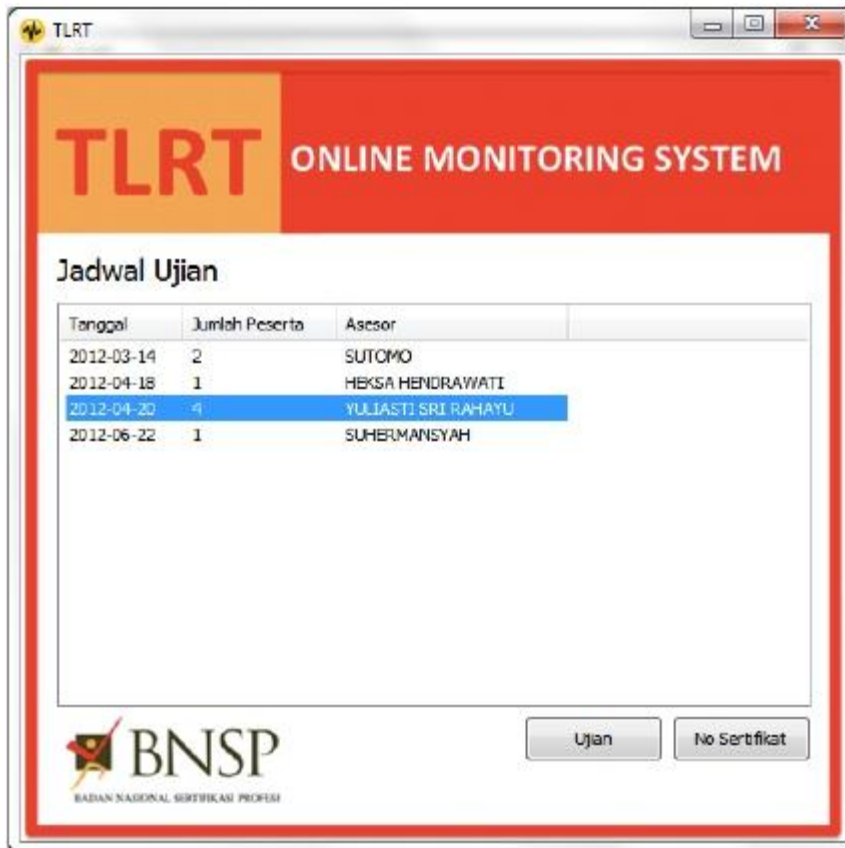 TLRT
TLRT ONLINE MONITORING SYSTEM
Jadwal Ujian
Tanggal Jumlah Peserta Asesor
2012-03-14 2 SUTOMO
2012-04-18 1 HEKSA HENDRAWATI
2012-04-20 4 YULIASTI SRI RAHAYU
2012-06-22 1 SUHERMANSYAH
Ujian No Sertifikat
BNSP
BADAN NASIONAL SERTIFIKASI PROFESI